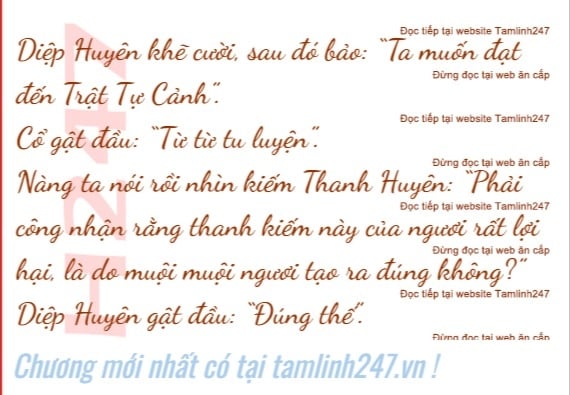 Đọc tiếp tại website Tamlinh247
Diệp Huyên khẽ cười, sau đó bảo: “Ta muốn đạt
Đừng đọc tại web ăn cắp
đến Trật Tự Cảnh”.
Đọc tiếp tại website Tamlinh247
Cổ gật đầu: “Từ từ tu luyện”.
Đừng đọc tại web ăn cắp
Nàng ta nói rồi nhìn kiếm Thanh Huyên: “Phải
Đọc tiếp tại website Tamlinh247
công nhận rằng thanh kiếm này của ngươi rất lợi
Đừng đọc tại web ăn cắp
hại, là do muội muội ngươi tạo ra đúng không?”
Đọc tiếp tại website Tamlinh247
Diệp Huyên gật đầu: “Đúng thế”.
Đừng đọc tại web ăn cắp
H247
Chương mới nhất có tại tamlinh247.vn !